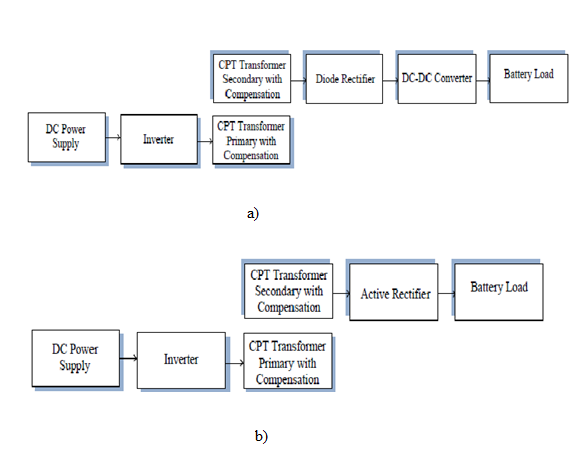 CPT Transformer
Secondary with
Compensation
Diode Rectifier
DC-DC Converter
Battery Load
DC Power
Supply
Inverter
CPT Transformer
Primary with
Compensation
a)
CPT Transformer
Secondary with
Compensation
Active Rectifier
Battery Load
DC Power
Supply
Inverter
CPT Transformer
Primary with
Compensation
b)